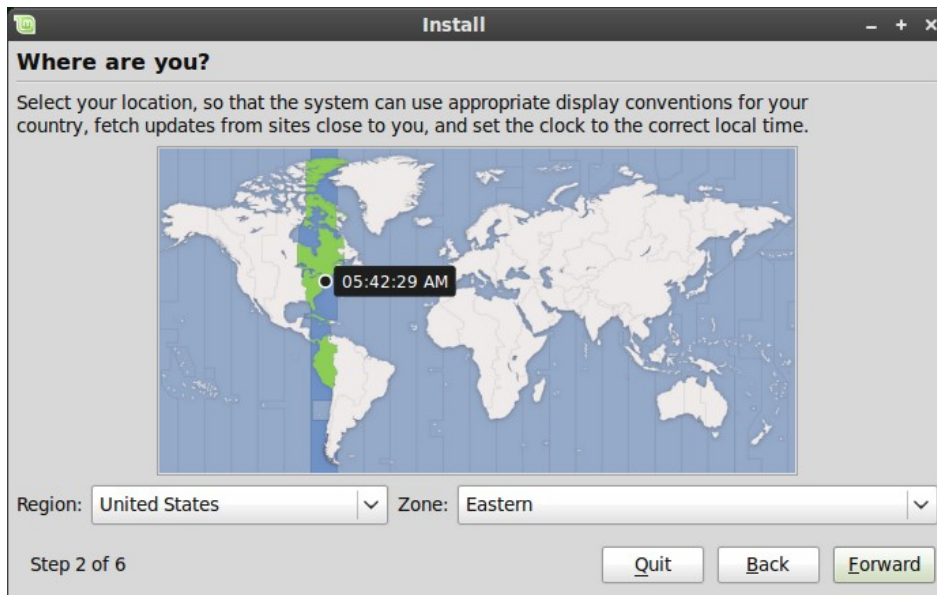 Install
Where are you?
Select your location, so that the system can use appropriate display conventions for your
country, fetch updates from sites close to you, and set the clock to the correct local time.
05:42:29 AM
Region: United States Zone: Eastern
Step 2 of 6 Quit Back Forward